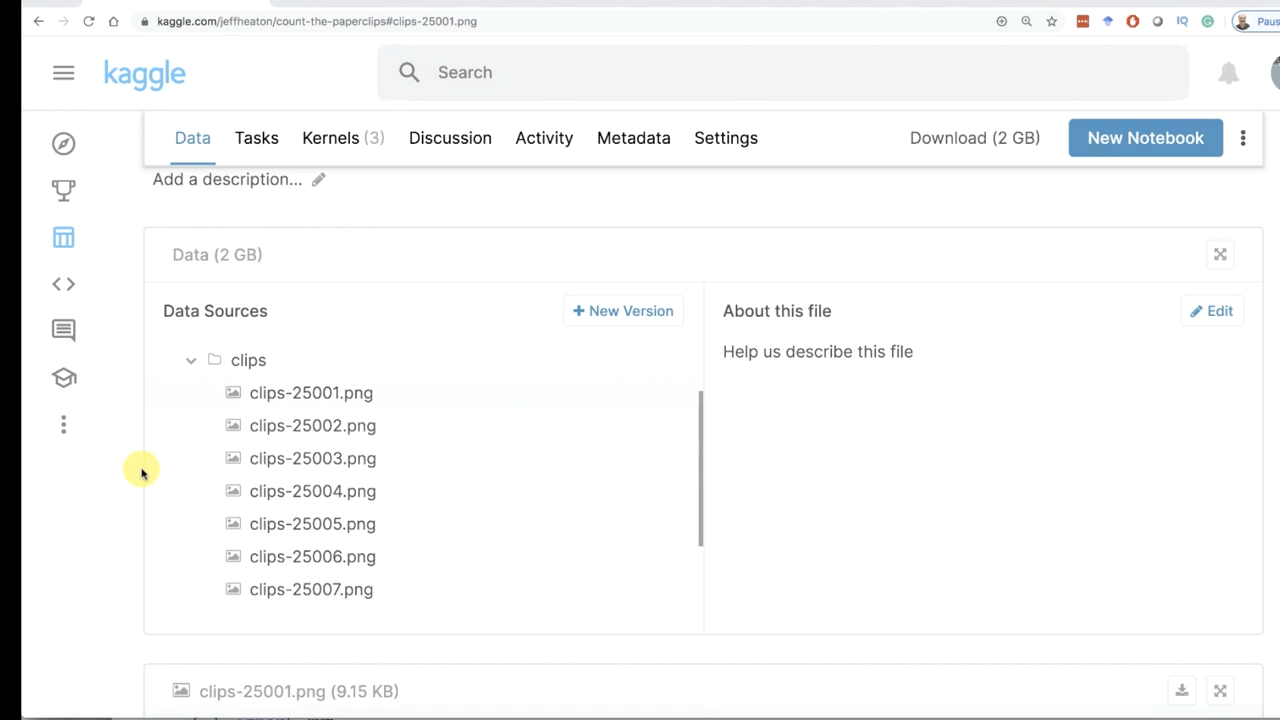 kaggle.com/jeffheaton/count-the-paperclips#clips-25001.png
IQ
Paus
kaggle
Search
Data Tasks Kernels (3) Discussion Activity Metadata Settings Download (2 GB) New Notebook
Add a description...
Data (2 GB)
Data Sources
+ New Version
About this file
Edit
Help us describe this file
clips
clips-25001.png
clips-25002.png
clips-25003.png
clips-25004.png
clips-25005.png
clips-25006.png
clips-25007.png
clips-25001.png (9.15 KB)